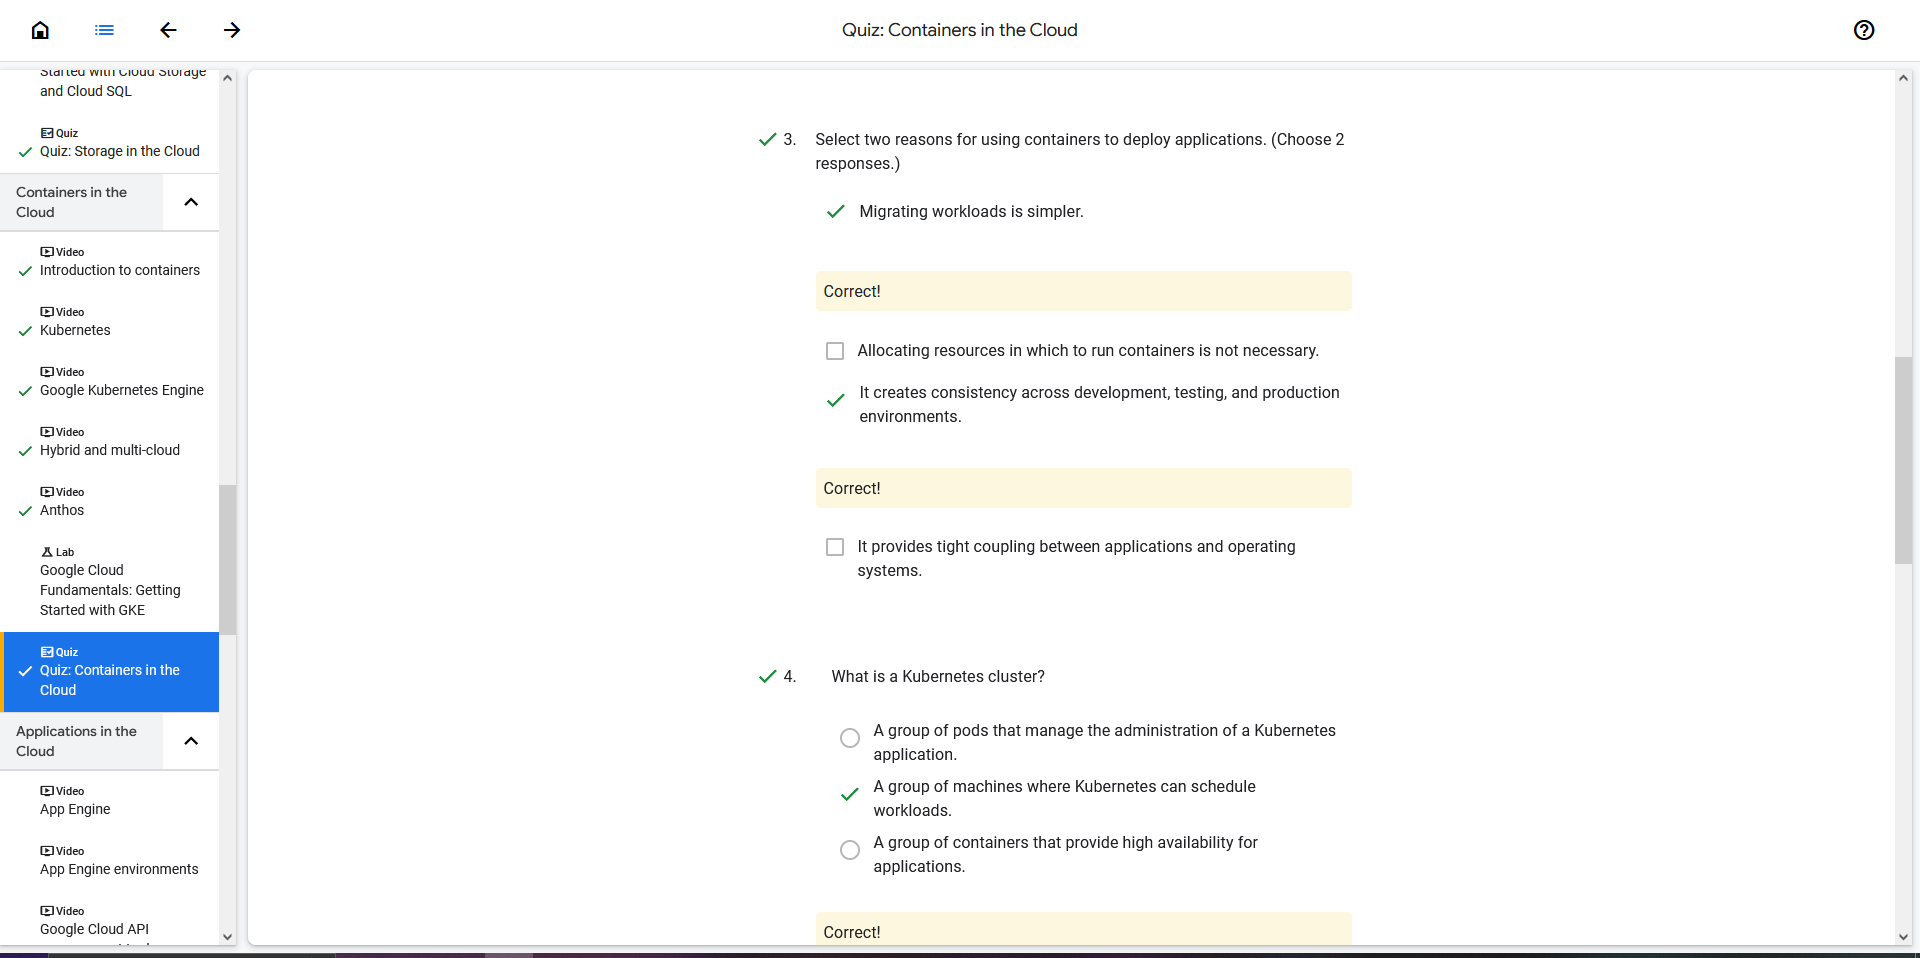 Quiz: Containers in the Cloud
Started with Cloud Storage
and Cloud SQL
Quiz
Quiz: Storage in the Cloud
Containers in the
Cloud
Video
Introduction to containers
Video
Kubernetes
Video
Google Kubernetes Engine
Video
Hybrid and multi-cloud
Video
Anthos
Lab
Google Cloud
Fundamentals: Getting
Started with GKE
Quiz
Quiz: Containers in the
Cloud
Applications in the
Cloud
Video
App Engine
Video
App Engine environments
Video
Google Cloud API
3. Select two reasons for using containers to deploy applications. (Choose 2
responses.)
Migrating workloads is simpler.
Correct!
Allocating resources in which to run containers is not necessary.
It creates consistency across development, testing, and production
environments.
Correct!
It provides tight coupling between applications and operating
systems.
4. What is a Kubernetes cluster?
A group of pods that manage the administration of a Kubernetes
application.
A group of machines where Kubernetes can schedule
workloads.
A group of containers that provide high availability for
applications.
Correct!